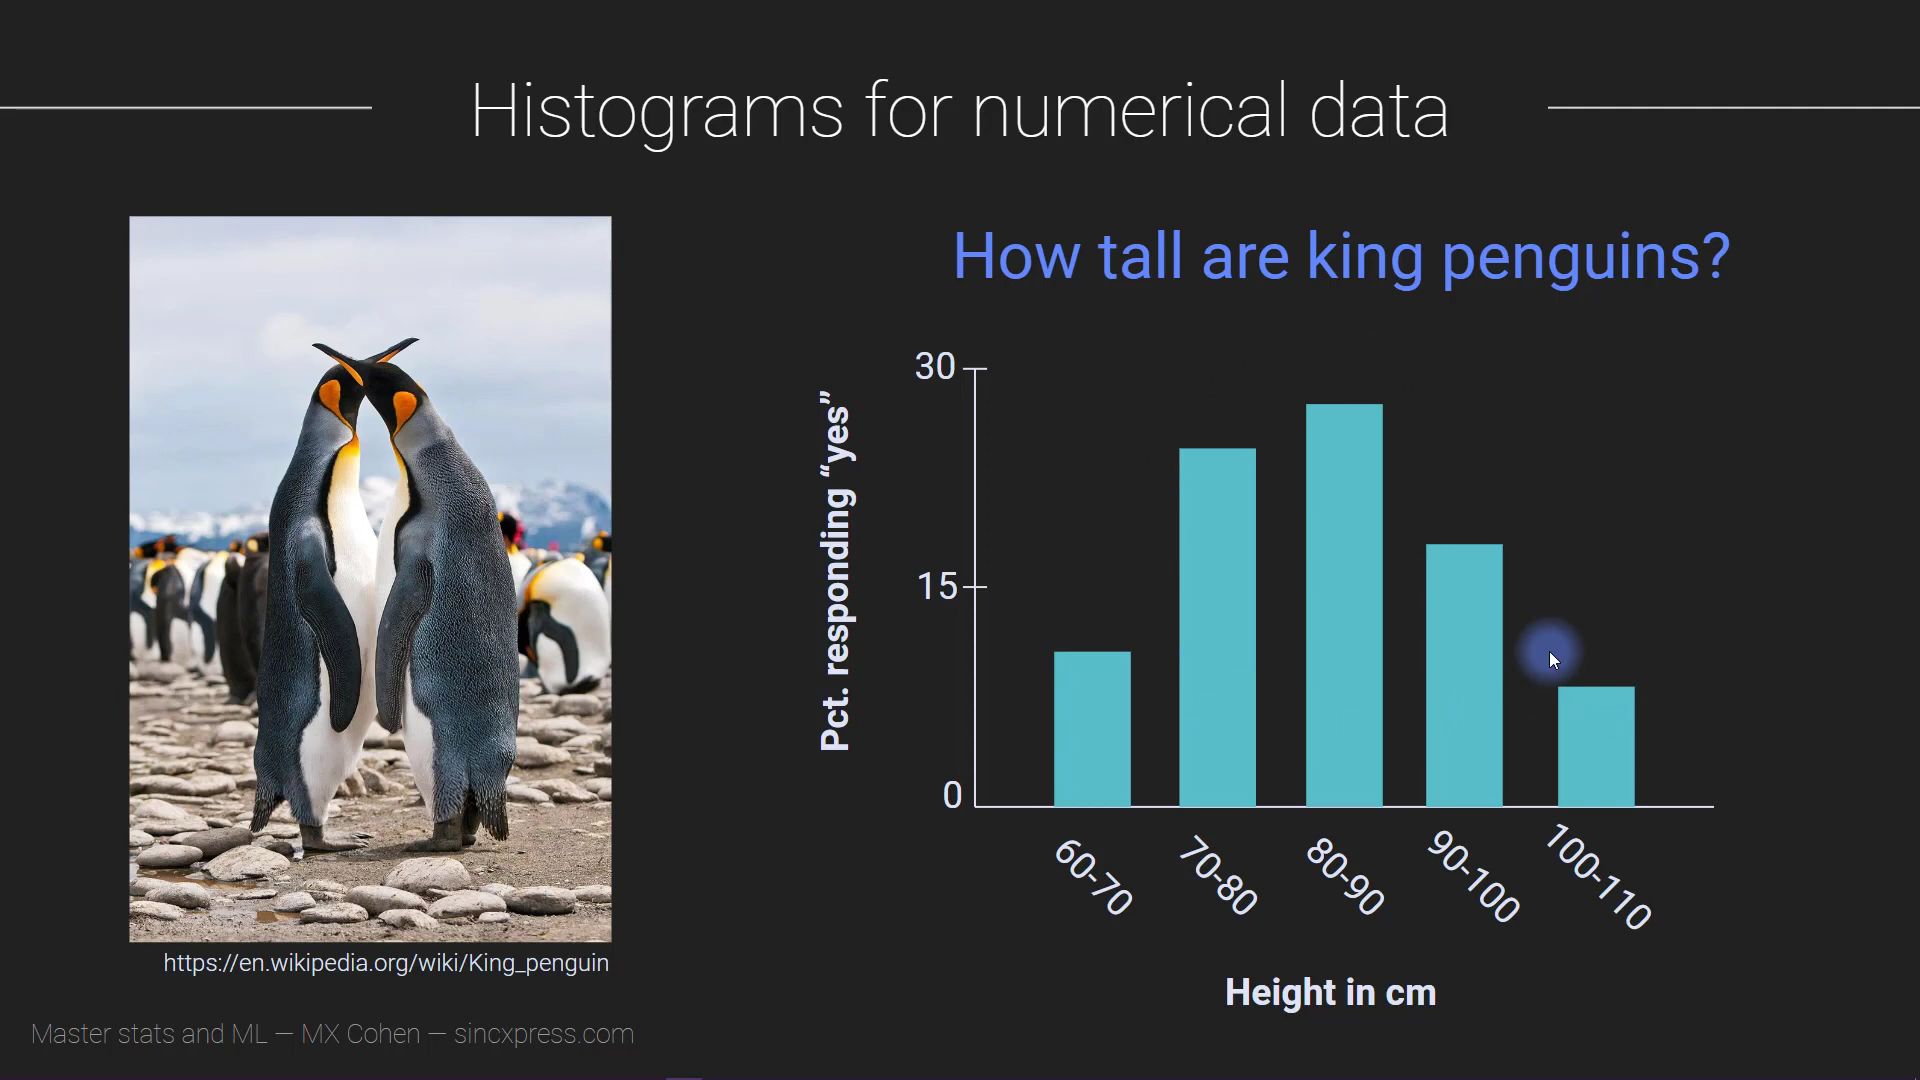 Histograms for numerical data
How tall are king penguins?
30
15
0
Pct. responding “yes”
60-70
70-80
80-90
90-100
100-110
Height in cm
https://en.wikipedia.org/wiki/King_penguin
Master stats and ML — MX Cohen — sincxpress.com